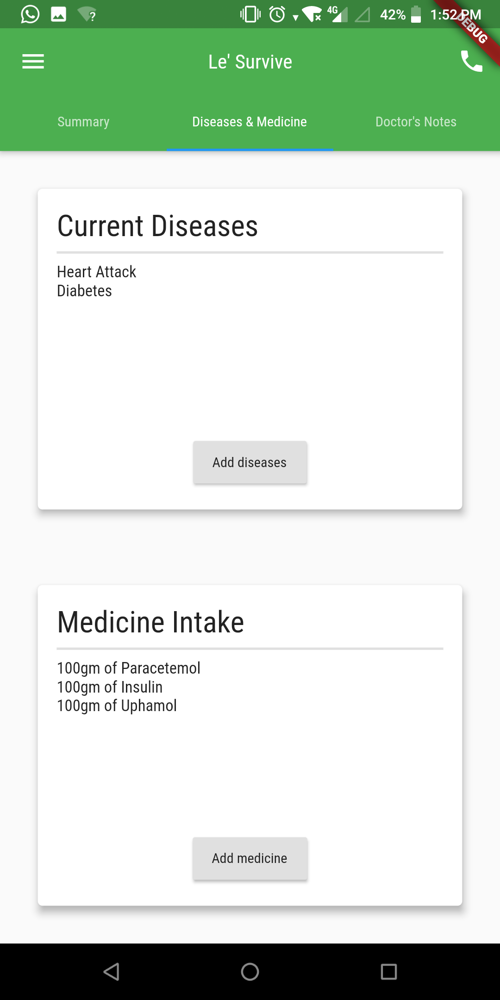 4G 42% 1:52 PM
DEBUG
Le' Survive
Summary Diseases & Medicine Doctor's Notes
Current Diseases
Heart Attack
Diabetes
Add diseases
Medicine Intake
100gm of Paracetemol
100gm of Insulin
100gm of Uphamol
Add medicine